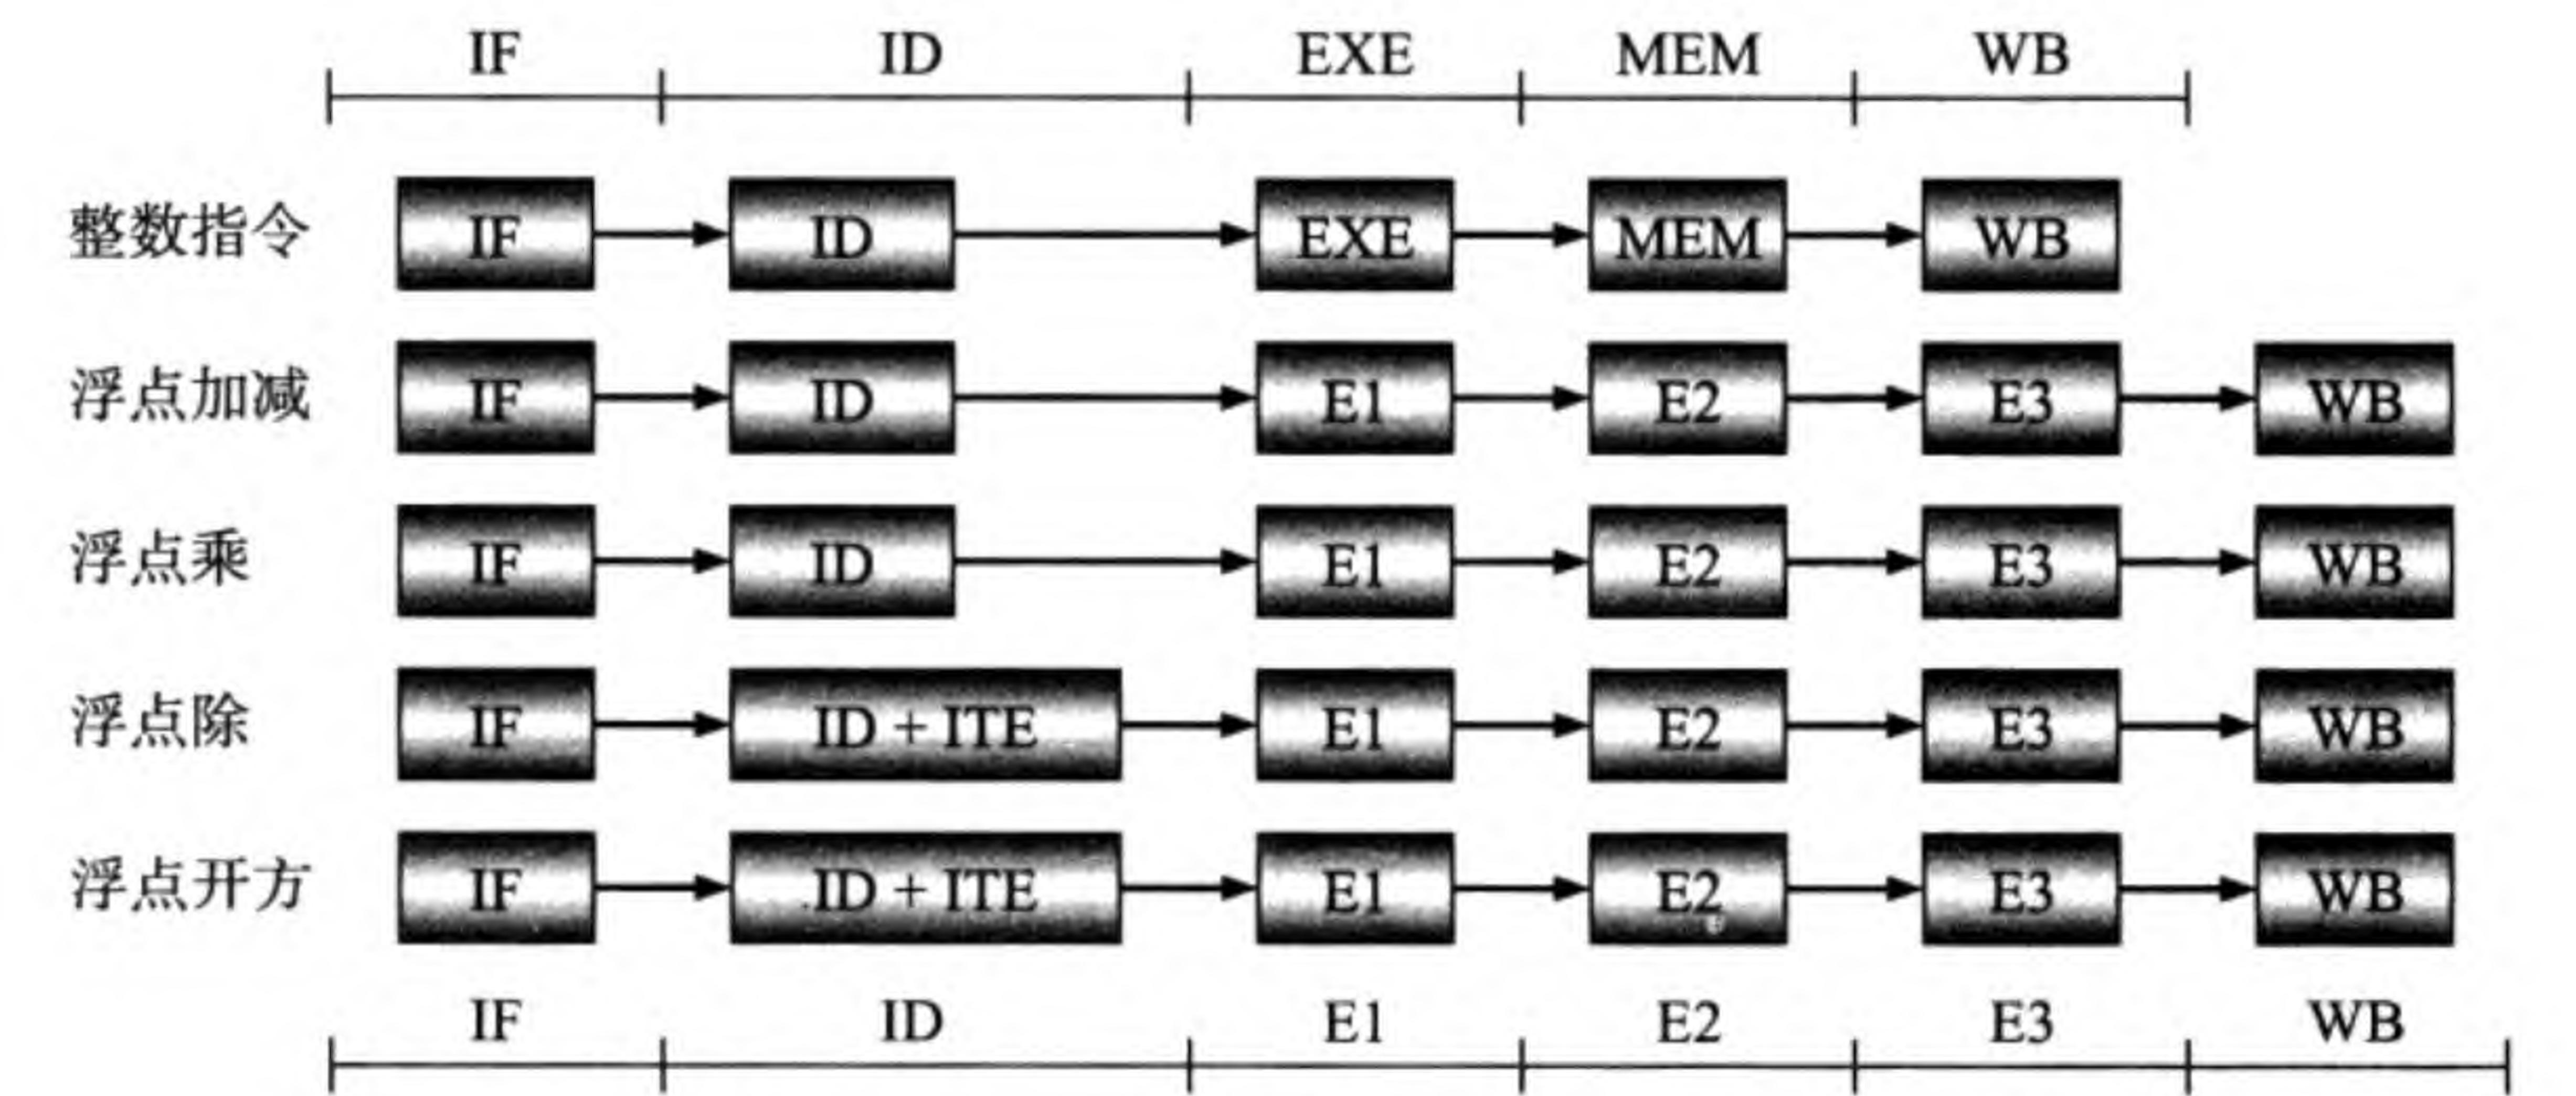 IF ID EXE MEM WB
整数指令 IF ID EXE MEM WB
浮点加减 IF ID E1 E2 E3 WB
浮点乘 IF ID E1 E2 E3 WB
浮点除 IF ID + ITE E1 E2 E3 WB
浮点开方 IF ID + ITE E1 E2 E3 WB
IF ID E1 E2 E3 WB